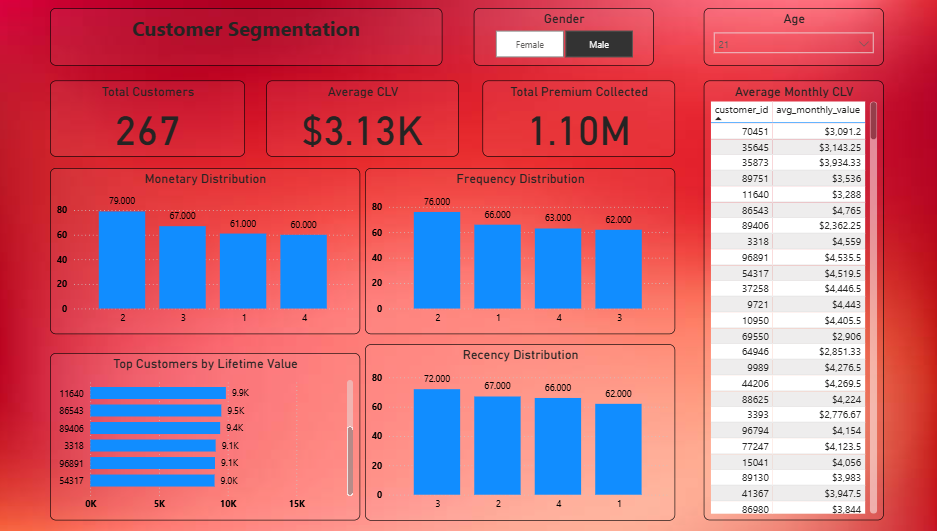 Customer Segmentation
Gender
Female
Male
Age
21
Total Customers
267
Average CLV
$3.13K
Total Premium Collected
1.10M
Monetary Distribution
80
60
40
20
0
79.000
67.000
61.000
60.000
2 3 1 4
Frequency Distribution
80
60
40
20
0
76.000
66.000
63.000
62.000
2 1 4 3
Top Customers by Lifetime Value
11640 9.9K
86543 9.5K
89406 9.4K
3318 9.1K
96891 9.1K
54317 9.0K
0K 5K 10K 15K
Recency Distribution
80
60
40
20
0
72.000
67.000
66.000
62.000
3 2 4 1
Average Monthly CLV
customer_id avg_monthly_value
70451 $3,091.2
35645 $3,143.25
35873 $3,934.33
89751 $3,536
11640 $3,288
86543 $4,765
89406 $2,362.25
3318 $4,559
96891 $4,535.5
54317 $4,519.5
37258 $4,446.5
9721 $4,443
10950 $4,405.5
69550 $2,906
64946 $2,851.33
9989 $4,276.5
44206 $4,269.5
88625 $4,224
3393 $2,776.67
96794 $4,154
77247 $4,123.5
15041 $4,056
89130 $3,983
41367 $3,947.5
86980 $3,844